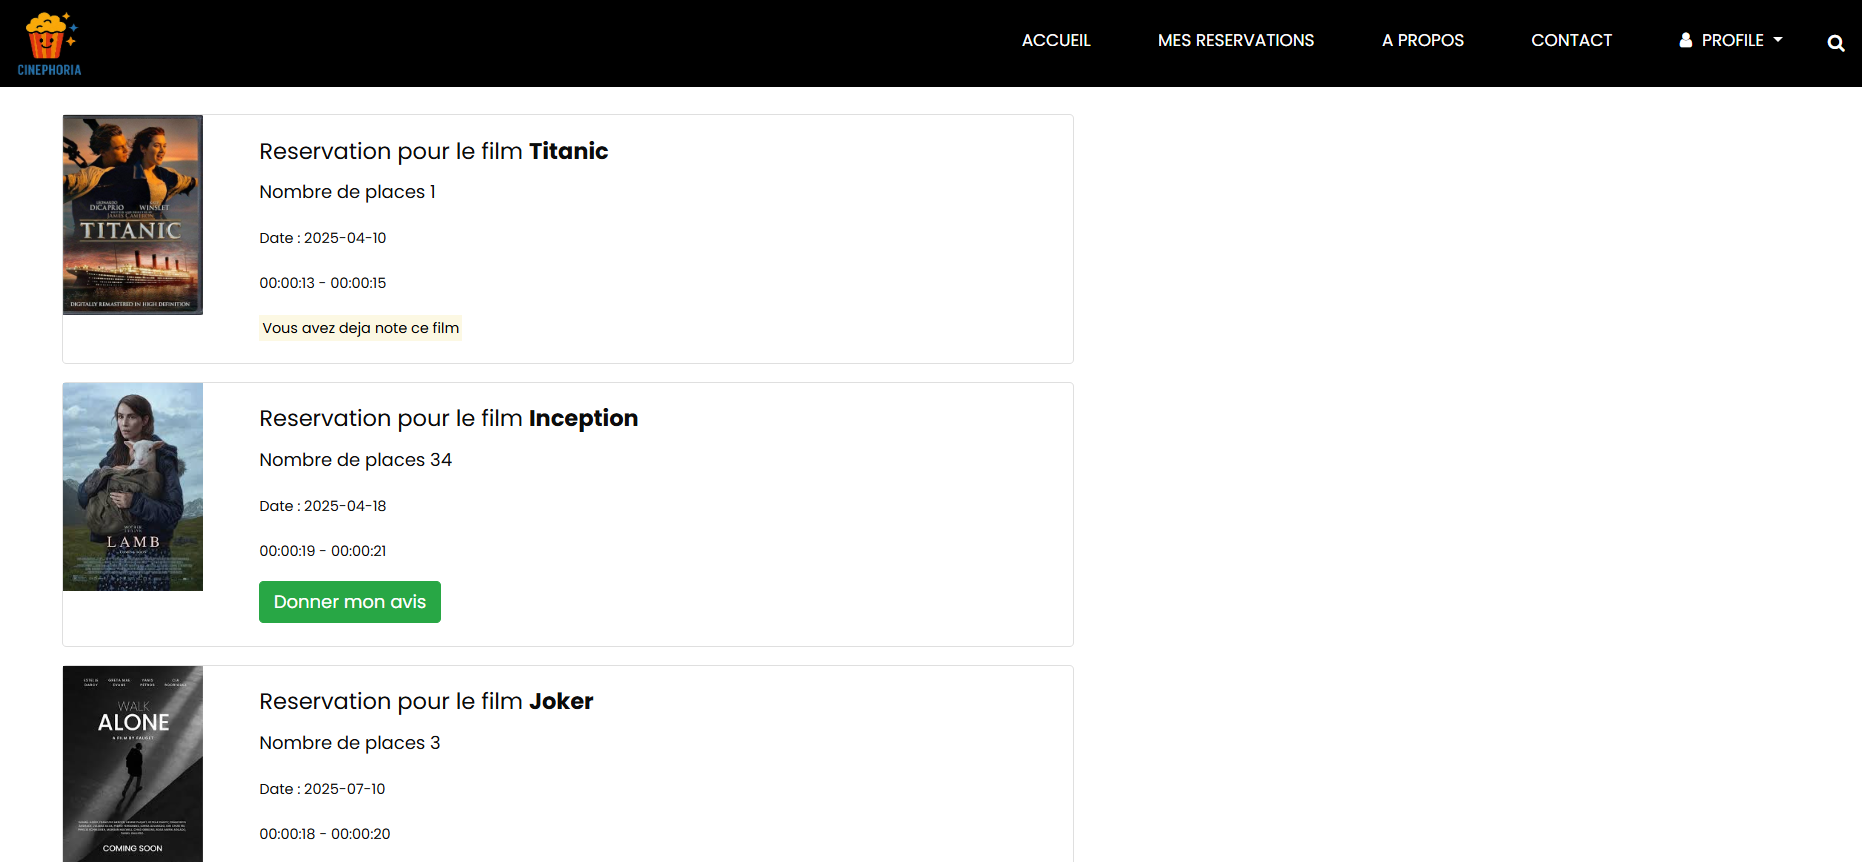 CINEPHORIA
ACCUEIL
MES RESERVATIONS
A PROPOS
CONTACT
PROFILE
DICAPRIO WINSLET
JAMES CAMERON
TITANIC
DIGITALLY REMASTERED IN HIGH DEFINITION
Reservation pour le film Titanic
Nombre de places 1
Date : 2025-04-10
00:00:13 - 00:00:15
Vous avez deja note ce film
LAMB
Reservation pour le film Inception
Nombre de places 34
Date : 2025-04-18
00:00:19 - 00:00:21
Donner mon avis
WALK
ALONE
COMING SOON
Reservation pour le film Joker
Nombre de places 3
Date : 2025-07-10
00:00:18 - 00:00:20